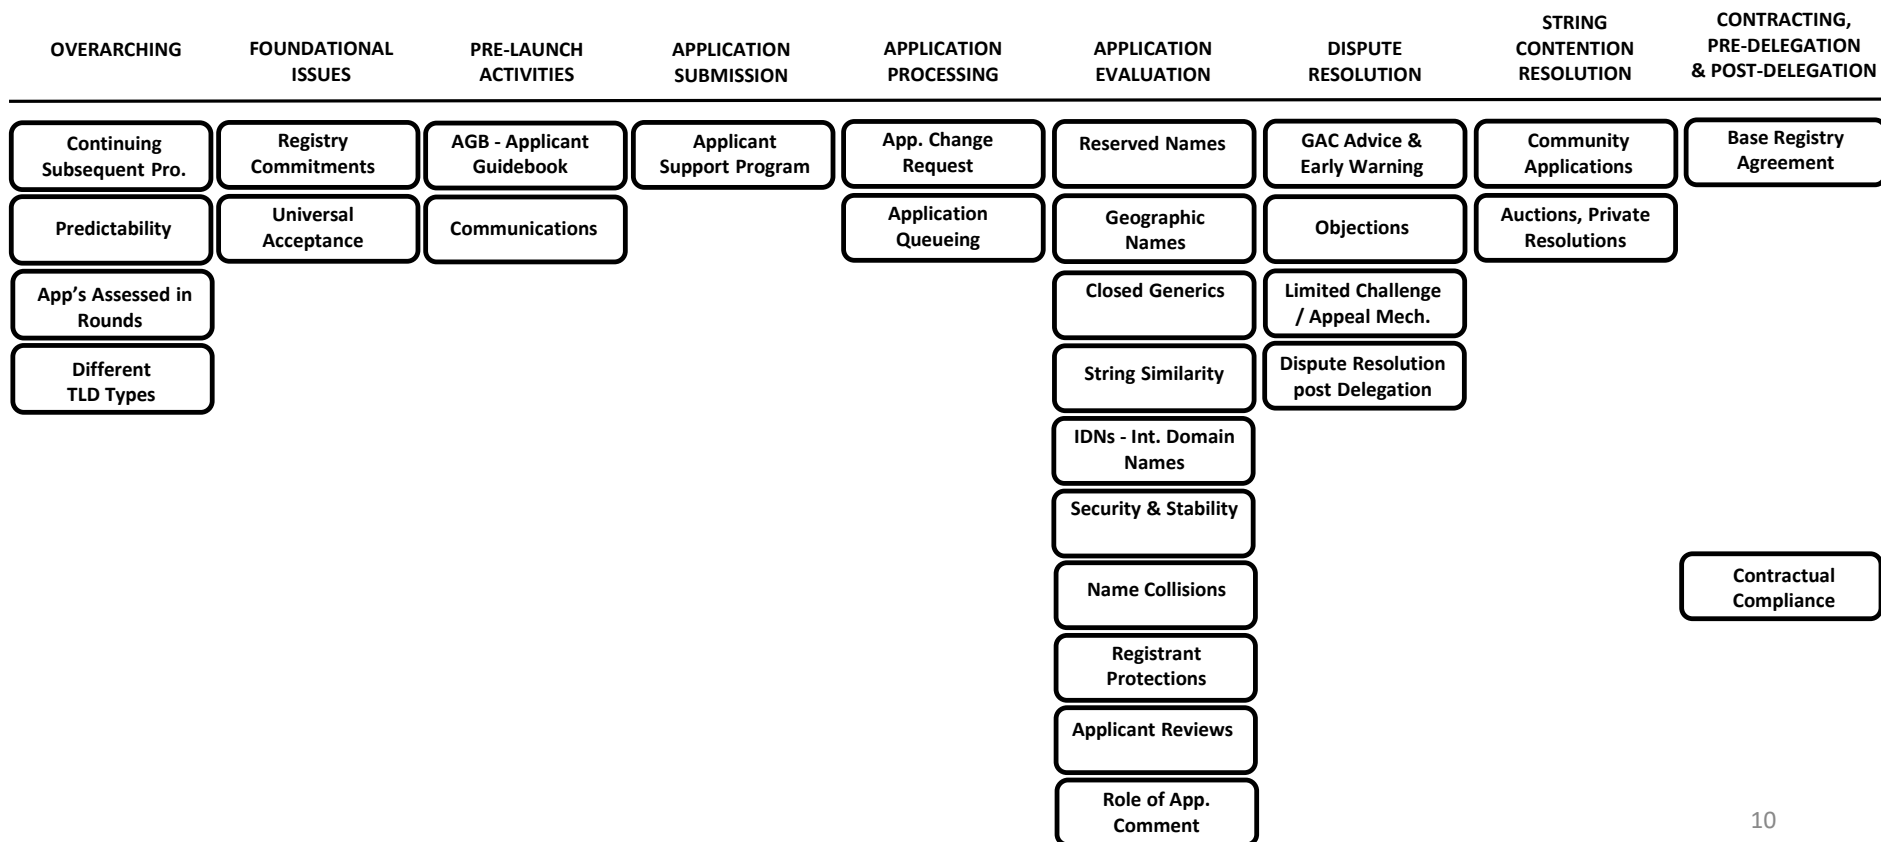 OVERARCHING
FOUNDATIONAL
ISSUES
PRE-LAUNCH
ACTIVITIES
APPLICATION
SUBMISSION
APPLICATION
PROCESSING
APPLICATION
EVALUATION
DISPUTE
RESOLUTION
STRING
CONTENTION
RESOLUTION
CONTRACTING,
PRE-DELEGATION
& POST-DELEGATION
Continuing
Subsequent Pro.
Predictability
App’s Assessed in
Rounds
Different
TLD Types
Registry
Commitments
Universal
Acceptance
AGB - Applicant
Guidebook
Communications
Applicant
Support Program
App. Change
Request
Application
Queueing
Reserved Names
Geographic
Names
Closed Generics
String Similarity
IDNs - Int. Domain
Names
Security & Stability
Name Collisions
Registrant
Protections
Applicant Reviews
Role of App.
Comment
GAC Advice &
Early Warning
Objections
Limited Challenge
/ Appeal Mech.
Dispute Resolution
post Delegation
Community
Applications
Auctions, Private
Resolutions
Base Registry
Agreement
Contractual
Compliance
10